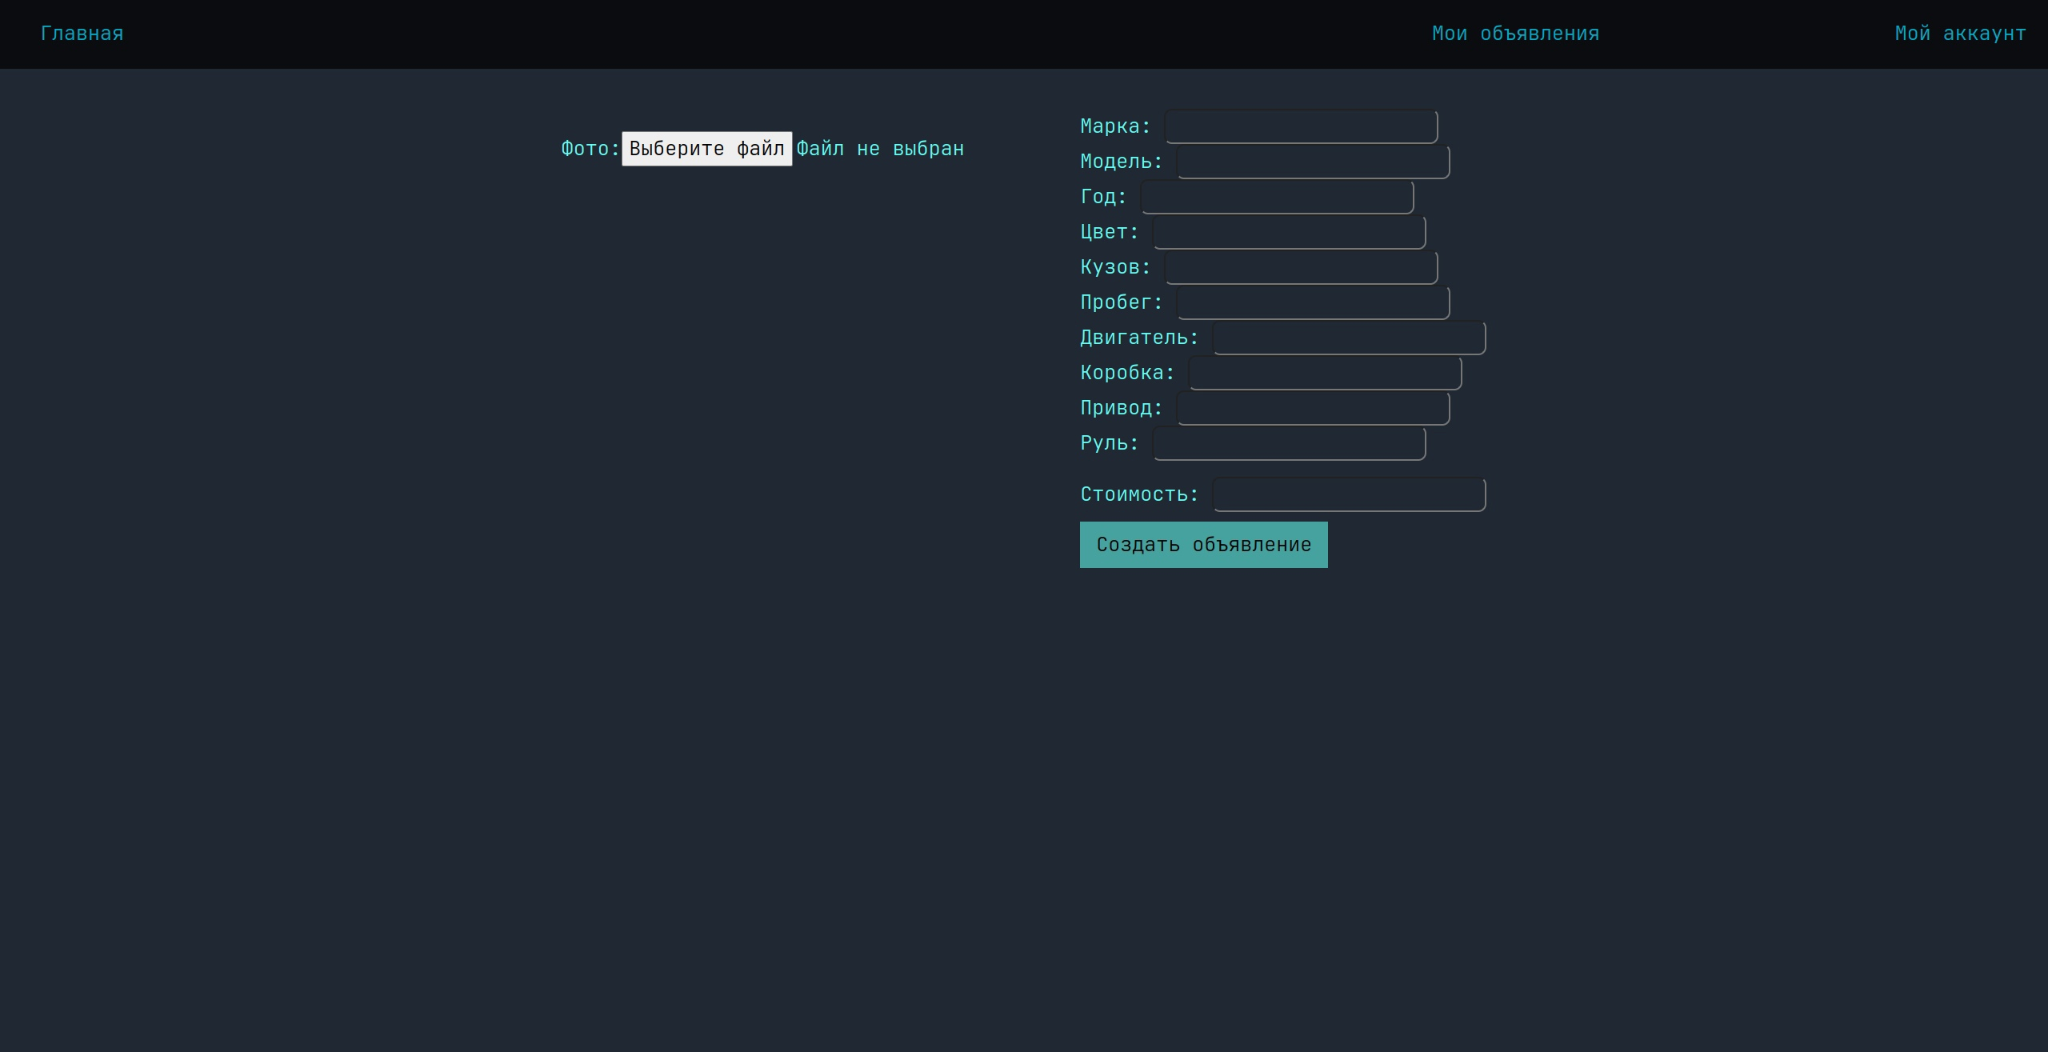 Главная Мои объявления Мой аккаунт
Фото: Выберите файл Файл не выбран
Марка:
Модель:
Год:
Цвет:
Кузов:
Пробег:
Двигатель:
Коробка:
Привод:
Руль:
Стоимость:
Создать объявление